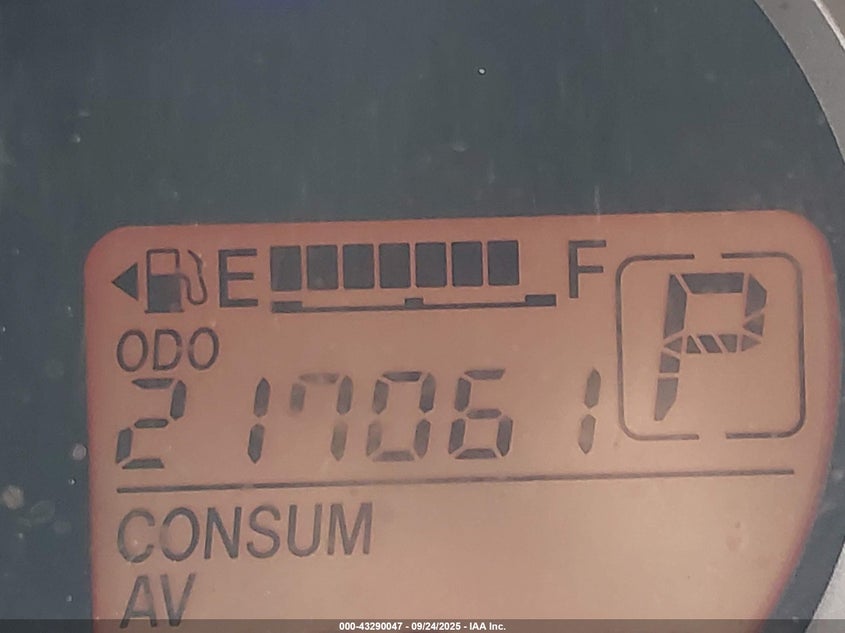 E F
P
ODO
217061
CONSUM
AV
000-43290047 - 09/24/2025 - IAA Inc.